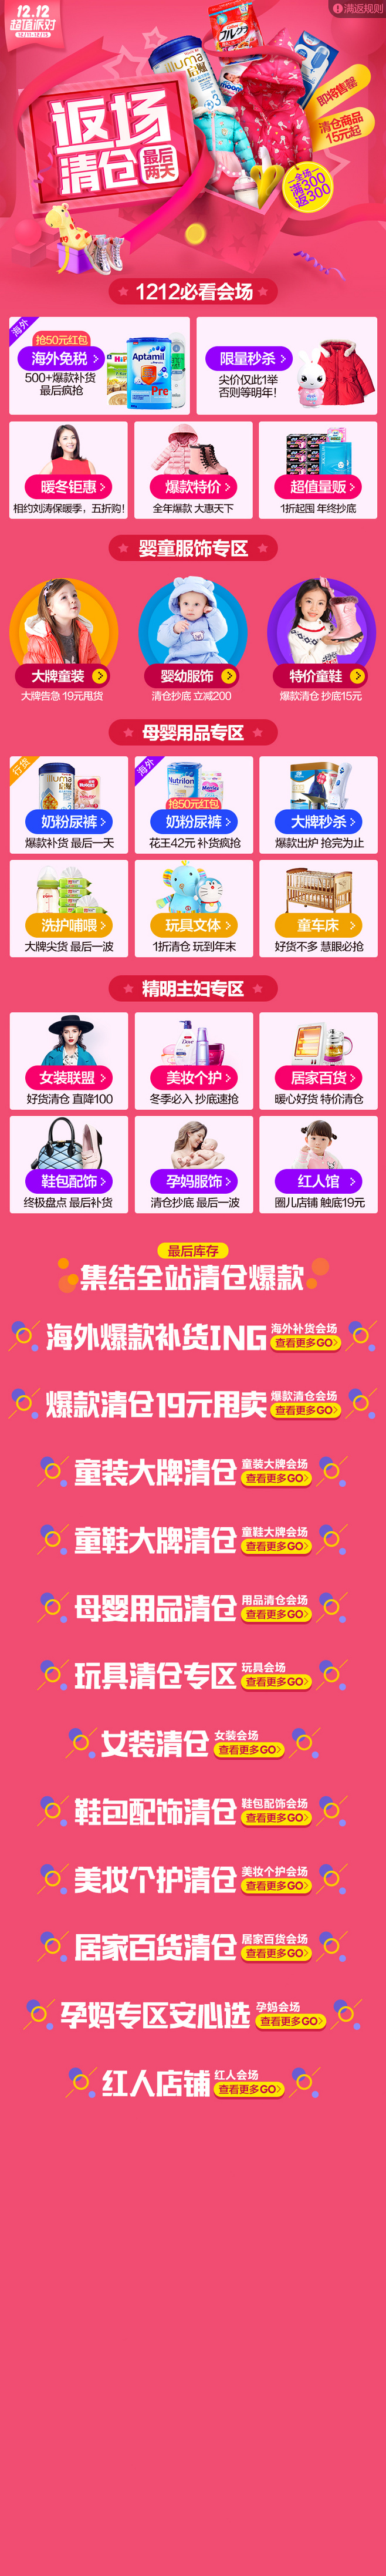 12.12
超值派对
满返规则
返场
清仓
最后
两天
即将售罄
清仓商品
15元起
全场
满300
返300
1212必看会场
海外
抢50元红包
海外免税
500+爆款补货
最后疯抢
限量秒杀
尖价仅此1举
否则等明年!
暖冬钜惠
相约刘涛保暖季，五折购!
爆款特价
全年爆款 大惠天下
超值量贩
1折起囤 年终抄底
婴童服饰专区
大牌童装
大牌告急 19元甩货
婴幼服饰
清仓抄底 立减200
特价童鞋
爆款清仓 抄底15元
母婴用品专区
行货
奶粉尿裤
爆款补货 最后一天
海外
抢50元红包
奶粉尿裤
花王42元 补货疯抢
大牌秒杀
爆款出炉 抢完为止
洗护哺喂
大牌尖货 最后一波
玩具文体
1折清仓 玩到年末
童车床
好货不多 慧眼必抢
精明主妇专区
女装联盟
好货清仓 直降100
美妆个护
冬季必入 抄底速抢
居家百货
暖心好货 特价清仓
鞋包配饰
终极盘点 最后补货
孕妈服饰
清仓抄底 最后一波
红人馆
圈儿店铺 触底19元
最后库存
集结全站清仓爆款
海外爆款补货ING
海外补货会场
查看更多GO
爆款清仓19元甩卖
爆款清仓会场
查看更多GO
童装大牌清仓
童装大牌会场
查看更多GO
童鞋大牌清仓
童鞋大牌会场
查看更多GO
母婴用品清仓
用品清仓会场
查看更多GO
玩具清仓专区
玩具会场
查看更多GO
女装清仓
女装会场
查看更多GO
鞋包配饰清仓
鞋包配饰会场
查看更多GO
美妆个护清仓
美妆个护会场
查看更多GO
居家百货清仓
居家百货会场
查看更多GO
孕妈专区安心选
孕妈会场
查看更多GO
红人店铺
红人会场
查看更多GO